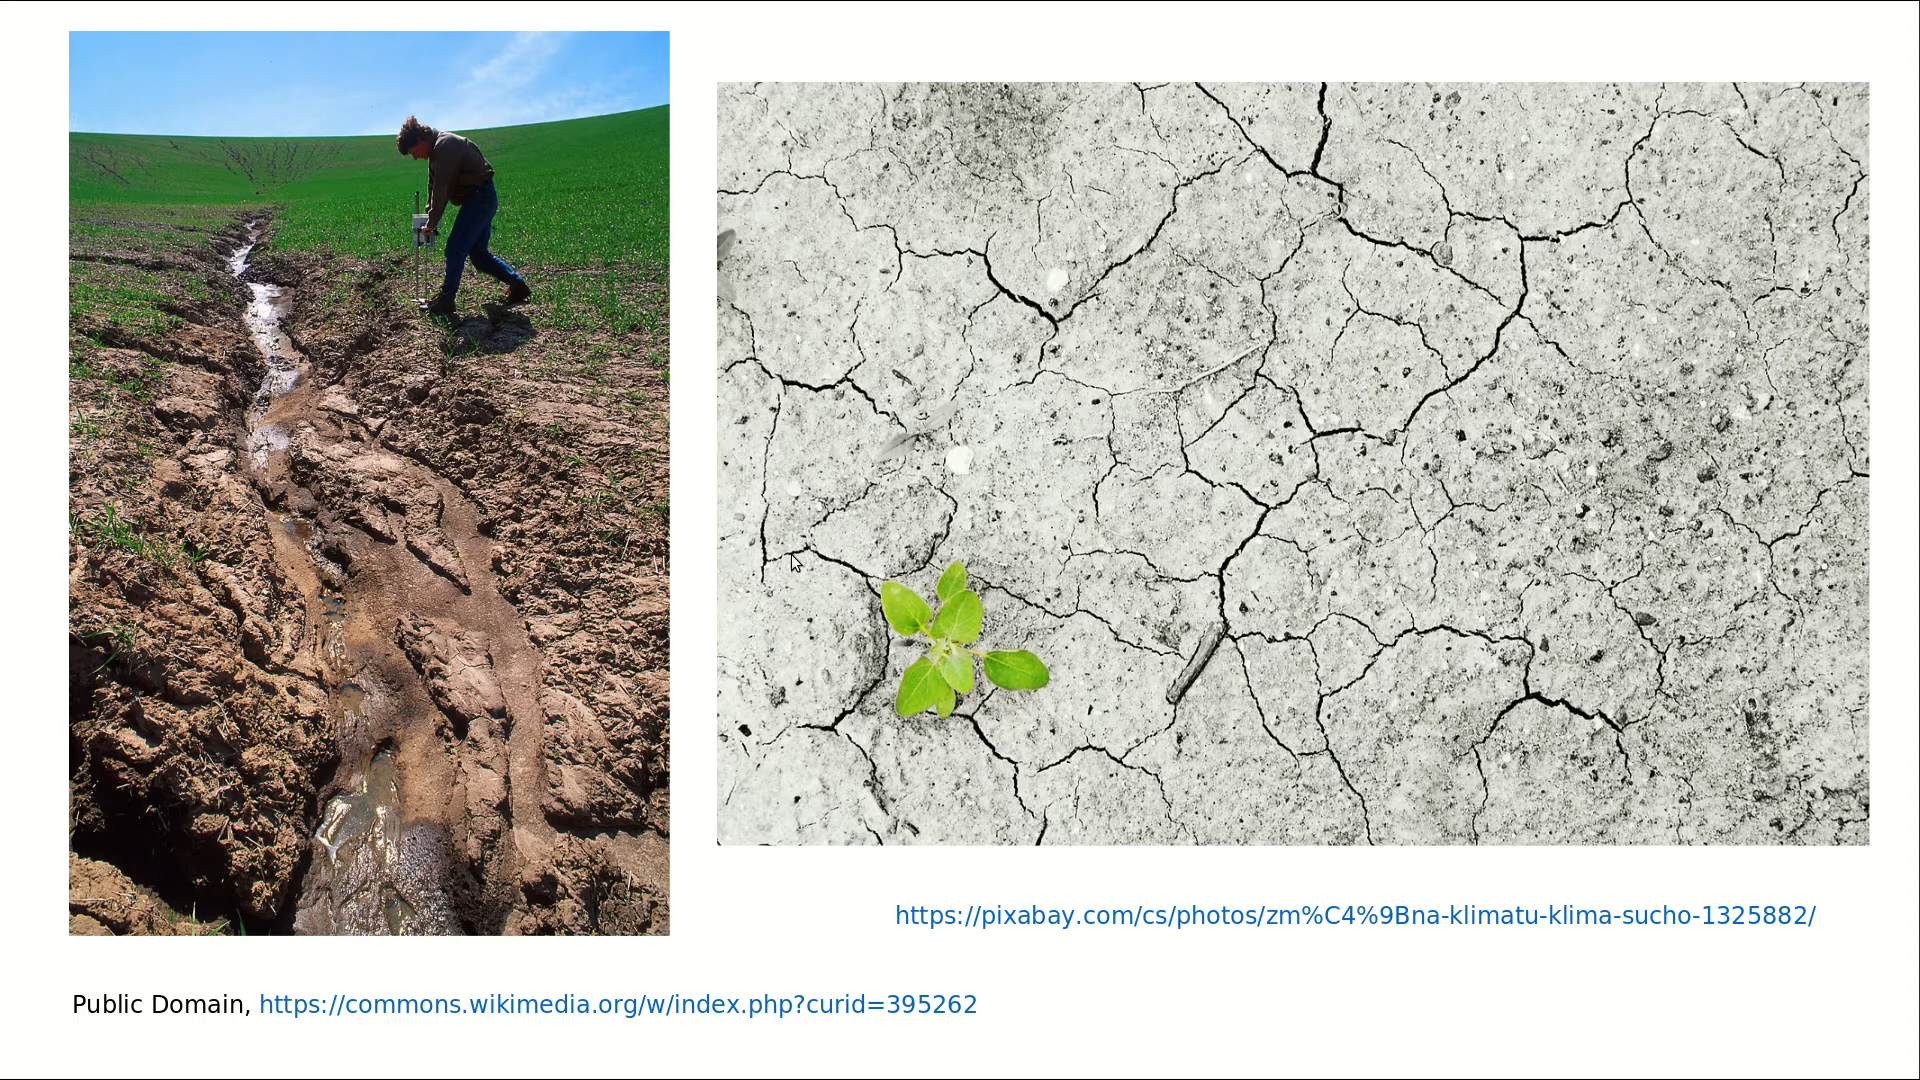 https://pixabay.com/cs/photos/zm%C4%9Bna-klimatu-klima-sucho-1325882/
Public Domain, https://commons.wikimedia.org/w/index.php?curid=395262